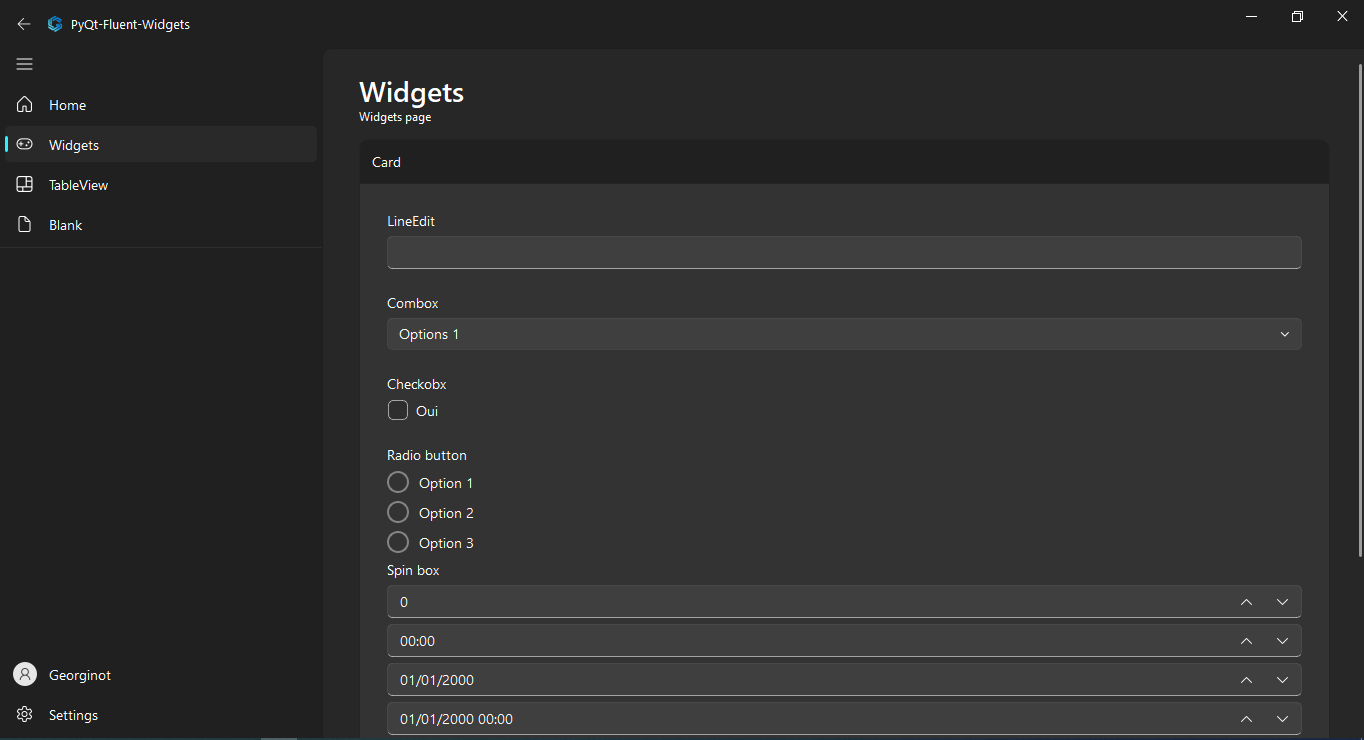 PyQt-Fluent-Widgets
Home
Widgets
TableView
Blank
Georginot
Settings
Widgets
Widgets page
Card
LineEdit
Combox
Options 1
Checkobx
Oui
Radio button
Option 1
Option 2
Option 3
Spin box
0
00:00
01/01/2000
01/01/2000 00:00